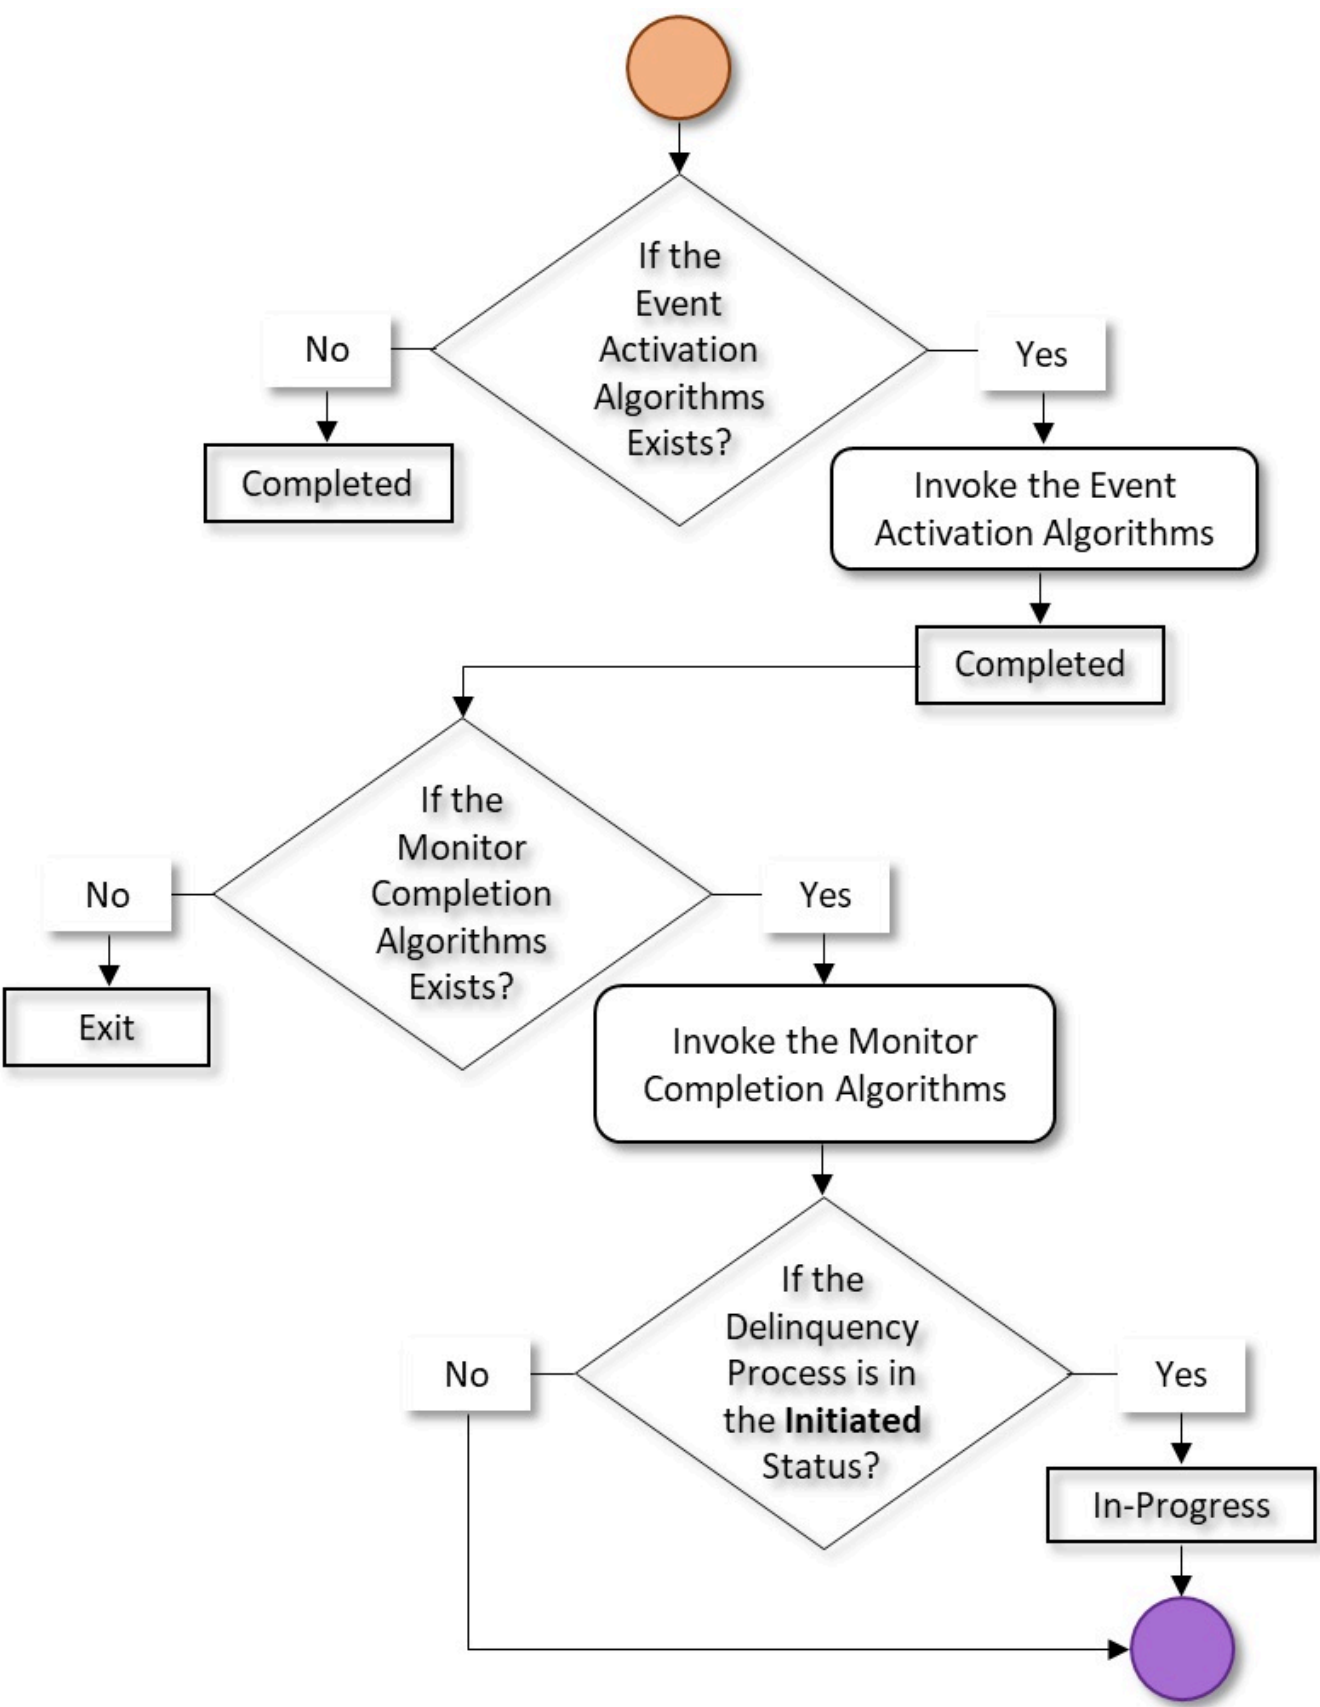 If the
Event
Activation
Algorithms
Exists?
No
Yes
Completed
Invoke the Event
Activation Algorithms
Completed
If the
Monitor
Completion
Algorithms
Exists?
No
Yes
Exit
Invoke the Monitor
Completion Algorithms
If the
Delinquency
Process is in
the Initiated
Status?
No
Yes
In-Progress